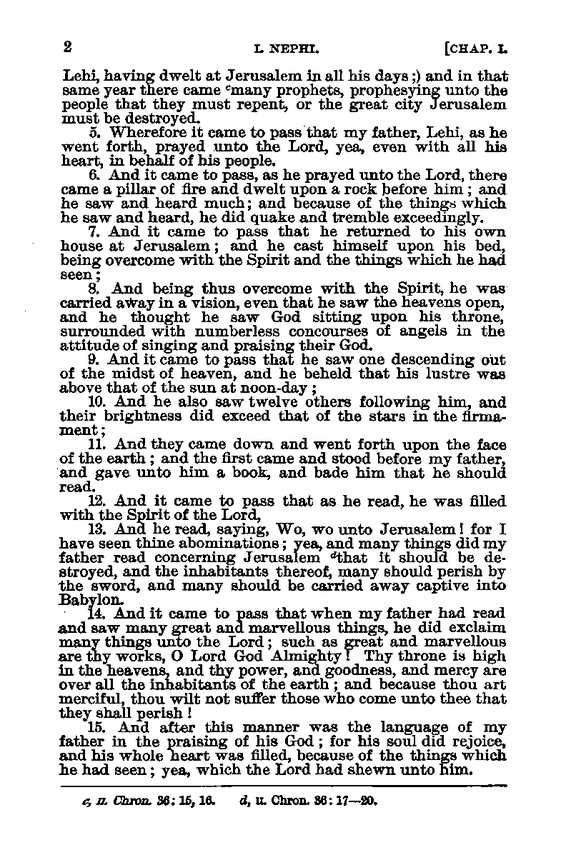 2 I. NEPHI. [CHAP. I.
Lehi, having dwelt at Jerusalem in all his days ;) and in that
same year there came ᶜmany prophets, prophesying unto the
people that they must repent, or the great city Jerusalem
must be destroyed.
5. Wherefore it came to pass that my father, Lehi, as he
went forth, prayed unto the Lord, yea, even with all his
heart, in behalf of his people.
6. And it came to pass, as he prayed unto the Lord, there
came a pillar of fire and dwelt upon a rock before him ; and
he saw and heard much; and because of the things which
he saw and heard, he did quake and tremble exceedingly.
7. And it came to pass that he returned to his own
house at Jerusalem ; and he cast himself upon his bed,
being overcome with the Spirit and the things which he had
seen ;
8. And being thus overcome with the Spirit, he was
carried away in a vision, even that he saw the heavens open,
and he thought he saw God sitting upon his throne,
surrounded with numberless concourses of angels in the
attitude of singing and praising their God.
9. And it came to pass that he saw one descending out
of the midst of heaven, and he beheld that his lustre was
above that of the sun at noon-day ;
10. And he also saw twelve others following him, and
their brightness did exceed that of the stars in the firma-
ment ;
11. And they came down and went forth upon the face
of the earth ; and the first came and stood before my father,
and gave unto him a book, and bade him that he should
read.
12. And it came to pass that as he read, he was filled
with the Spirit of the Lord,
13. And he read, saying, Wo, wo unto Jerusalem ! for I
have seen thine abominations ; yea, and many things did my
father read concerning Jerusalem ᵈthat it should be de-
stroyed, and the inhabitants thereof, many should perish by
the sword, and many should be carried away captive into
Babylon.
14. And it came to pass that when my father had read
and saw many great and marvellous things, he did exclaim
many things unto the Lord ; such as great and marvellous
are thy works, O Lord God Almighty ! Thy throne is high
in the heavens, and thy power, and goodness, and mercy are
over all the inhabitants of the earth ; and because thou art
merciful, thou wilt not suffer those who come unto thee that
they shall perish !
15. And after this manner was the language of my
father in the praising of his God ; for his soul did rejoice,
and his whole heart was filled, because of the things which
he had seen ; yea, which the Lord had shewn unto him.
c, II. Chron. 36: 15, 16. d, II. Chron. 36: 17—20.